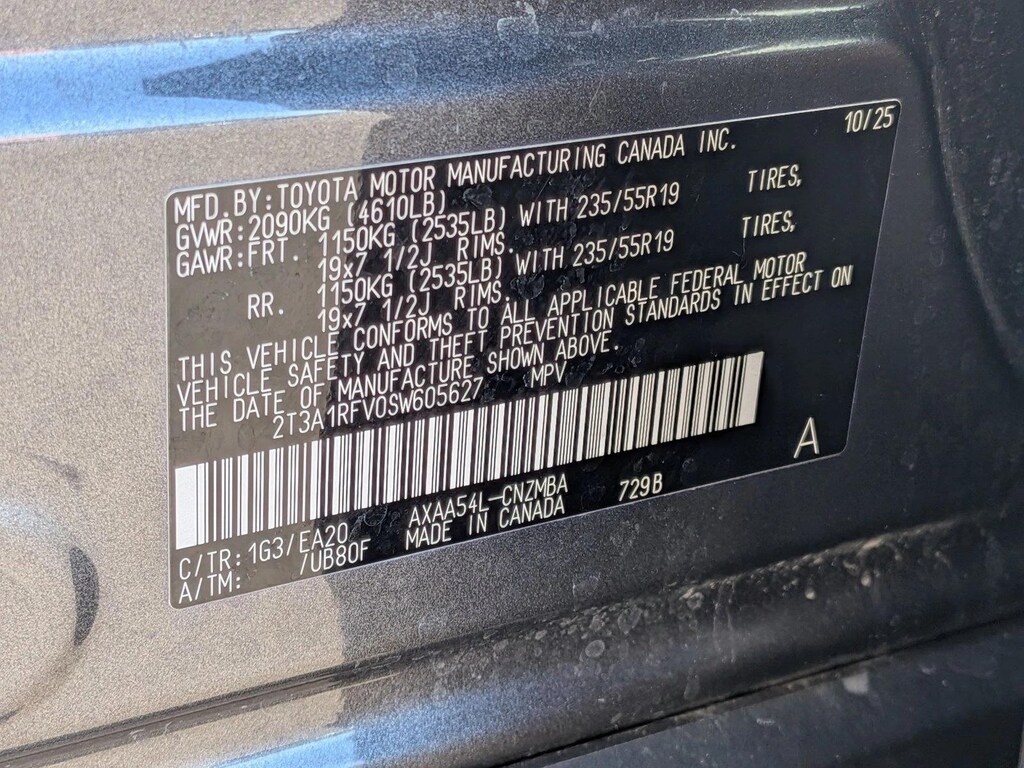 10/25
MFD.BY:TOYOTA MOTOR MANUFACTURING CANADA INC.
GVWR:2090KG (4610LB)
GAWR:FRT. 1150KG (2535LB) WITH 235/55R19 TIRES,
19x7 1/2J RIMS.
RR. 1150KG (2535LB) WITH 235/55R19 TIRES,
19x7 1/2J RIMS.
THIS VEHICLE CONFORMS TO ALL APPLICABLE FEDERAL MOTOR
VEHICLE SAFETY AND THEFT PREVENTION STANDARDS IN EFFECT ON
THE DATE OF MANUFACTURE SHOWN ABOVE.
2T3A1RFV0SW605627 MPV
A
C/TR:1G3/EA20 AXAA54L-CNZMBA 729B
A/TM: /UB80F MADE IN CANADA